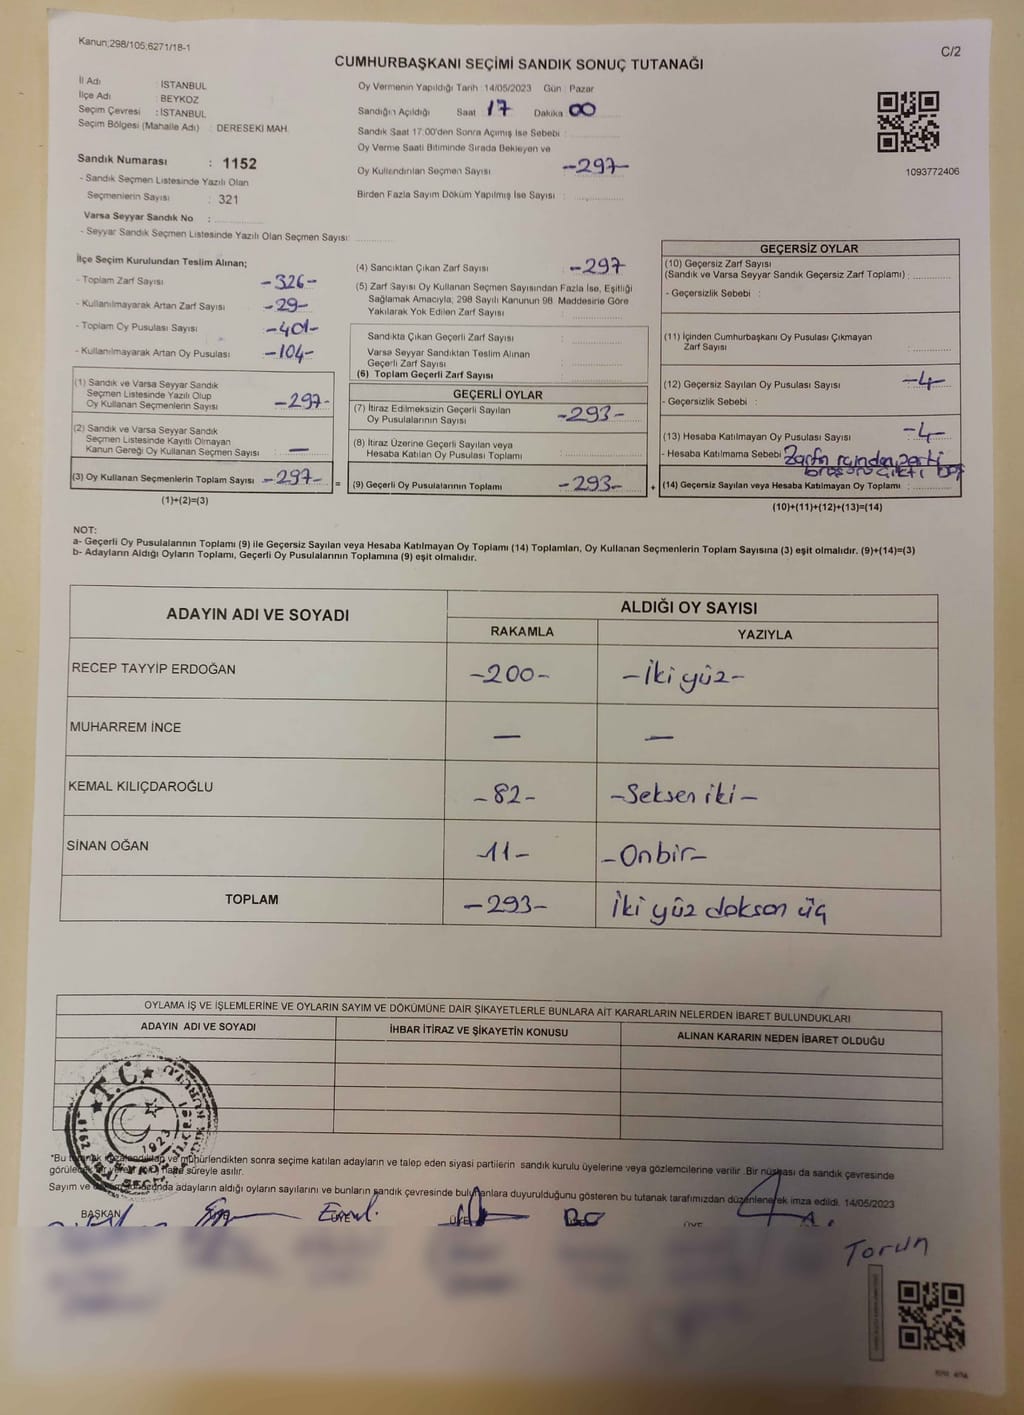 Kanun;298/105;6271/18-1
C/2
CUMHURBAŞKANI SEÇİMİ SANDIK SONUÇ TUTANAĞI
İl Adı : İSTANBUL
İlçe Adı : BEYKOZ
Seçim Çevresi : İSTANBUL
Seçim Bölgesi (Mahalle Adı) : DERESEKİ MAH.
Sandık Numarası : 1152
- Sandık Seçmen Listesinde Yazılı Olan
Seçmenlerin Sayısı : 321
Varsa Seyyar Sandık No :
- Seyyar Sandık Seçmen Listesinde Yazılı Olan Seçmen Sayısı:
Oy Vermenin Yapıldığı Tarih 14/05/2023 Gün : Pazar
Sandığın Açıldığı Saat 17 Dakika 00
Sandık Saat 17.00'den Sonra Açımış İse Sebebi :
Oy Verme Saati Bitiminde Sırada Bekleyen ve
Oy Kullandırılan Seçmen Sayısı : -297-
Birden Fazla Sayım Döküm Yapılmış İse Sayısı :
1093772406
İlçe Seçim Kurulundan Teslim Alınan;
- Toplam Zarf Sayısı -326-
- Kullanılmayarak Artan Zarf Sayısı -29-
- Toplam Oy Pusulası Sayısı -401-
- Kullanılmayarak Artan Oy Pusulası -104-
(1) Sandık ve Varsa Seyyar Sandık
Seçmen Listesinde Yazılı Olup
Oy Kullanan Seçmenlerin Sayısı -297-
(2) Sandık ve Varsa Seyyar Sandık
Seçmen Listesinde Kayıtlı Olmayan
Kanun Gereği Oy Kullanan Seçmen Sayısı : —
(3) Oy Kullanan Seçmenlerin Toplam Sayısı -297-
(1)+(2)=(3)
(4) Sandıktan Çıkan Zarf Sayısı -297
(5) Zarf Sayısı Oy Kullanan Seçmen Sayısından Fazla İse, Eşitliği
Sağlamak Amacıyla, 298 Sayılı Kanunun 98. Maddesine Göre
Yakılarak Yok Edilen Zarf Sayısı :
Sandıkta Çıkan Geçerli Zarf Sayısı :
Varsa Seyyar Sandıktan Teslim Alınan
Geçerli Zarf Sayısı :
(6) Toplam Geçerli Zarf Sayısı :
GEÇERLİ OYLAR
(7) İtiraz Edilmeksizin Geçerli Sayılan
Oy Pusulalarının Sayısı : -293-
(8) İtiraz Üzerine Geçerli Sayılan veya
Hesaba Katılan Oy Pusulası Toplamı :
= (9) Geçerli Oy Pusulalarının Toplamı : -293- +
GEÇERSİZ OYLAR
(10) Geçersiz Zarf Sayısı
(Sandık ve Varsa Seyyar Sandık Geçersiz Zarf Toplamı) :
- Geçersizlik Sebebi :
(11) İçinden Cumhurbaşkanı Oy Pusulası Çıkmayan
Zarf Sayısı :
(12) Geçersiz Sayılan Oy Pusulası Sayısı -4-
- Geçersizlik Sebebi :
(13) Hesaba Katılmayan Oy Pusulası Sayısı -4-
- Hesaba Katılmama Sebebi Zarfın içinden parti
broşürü çıktı boş
(14) Geçersiz Sayılan veya Hesaba Katılmayan Oy Toplamı :
(10)+(11)+(12)+(13)=(14)
NOT:
a- Geçerli Oy Pusulalarının Toplamı (9) ile Geçersiz Sayılan veya Hesaba Katılmayan Oy Toplamı (14) Toplamları, Oy Kullanan Seçmenlerin Toplam Sayısına (3) eşit olmalıdır. (9)+(14)=(3)
b- Adayların Aldığı Oyların Toplamı, Geçerli Oy Pusulalarının Toplamına (9) eşit olmalıdır.
ADAYIN ADI VE SOYADI
ALDIĞI OY SAYISI
RAKAMLA YAZIYLA
RECEP TAYYİP ERDOĞAN -200- -İki yüz-
MUHARREM İNCE — —
KEMAL KILIÇDAROĞLU -82- -Seksen iki-
SİNAN OĞAN -11- -Onbir-
TOPLAM -293- İki yüz doksan üç
OYLAMA İŞ VE İŞLEMLERİNE VE OYLARIN SAYIM VE DÖKÜMÜNE DAİR ŞİKAYETLERLE BUNLARA AİT KARARLARIN NELERDEN İBARET BULUNDUKLARI
ADAYIN ADI VE SOYADI İHBAR İTİRAZ VE ŞİKAYETİN KONUSU ALINAN KARARIN NEDEN İBARET OLDUĞU
T.C.
1923
*Bu ve mühürlendikten sonra seçime katılan adayların ve talep eden siyasi partilerin sandık kurulu üyelerine veya gözlemcilerine verilir .Bir nüshası da sandık çevresinde
görülecek bir yere bir hafta süreyle asılır.
Sayım ve adayların aldığı oyların sayılarını ve bunların sandık çevresinde bulunanlara duyurulduğunu gösteren bu tutanak tarafımızdan düzenlenerek imza edildi. 14/05/2023
BAŞKAN ÜYE
Torun